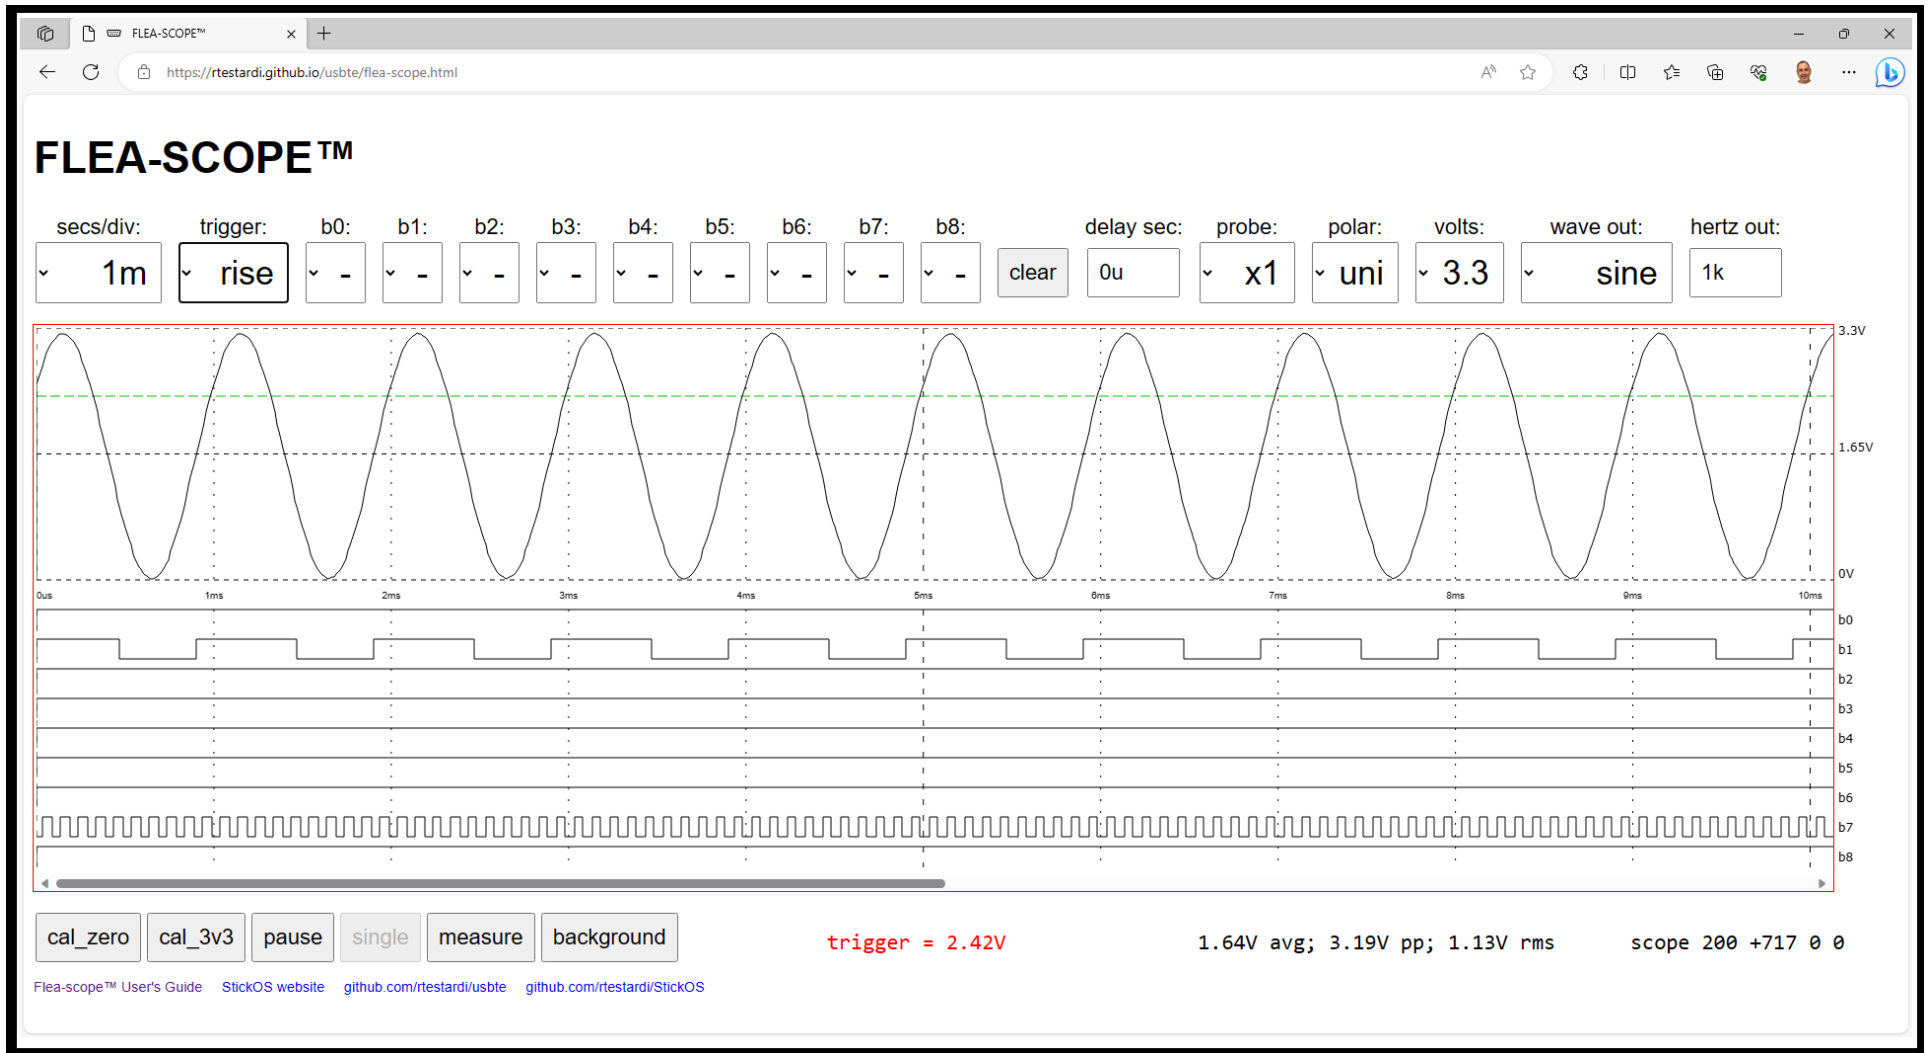 FLEA-SCOPE™
https://rtestardi.github.io/usbte/flea-scope.html
FLEA-SCOPE™
secs/div: trigger: b0: b1: b2: b3: b4: b5: b6: b7: b8: delay sec: probe: polar: volts: wave out: hertz out:
1m rise - - - - - - - - - clear 0u x1 uni 3.3 sine 1k
3.3V
1.65V
0V
0us 1ms 2ms 3ms 4ms 5ms 6ms 7ms 8ms 9ms 10ms
b0
b1
b2
b3
b4
b5
b6
b7
b8
cal_zero cal_3v3 pause single measure background trigger = 2.42V 1.64V avg; 3.19V pp; 1.13V rms scope 200 +717 0 0
Flea-scope™ User's Guide StickOS website github.com/rtestardi/usbte github.com/rtestardi/StickOS